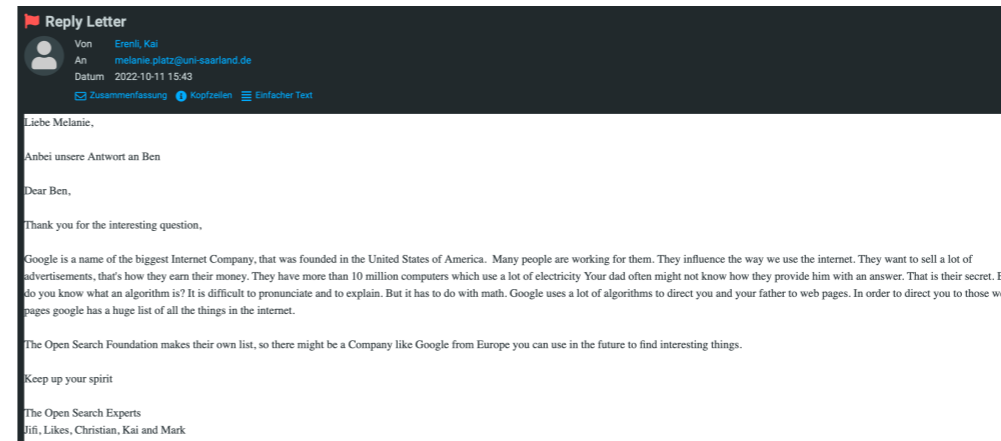 Reply Letter
Von Erenli, Kai
An melanie.platz@uni-saarland.de
Datum 2022-10-11 15:43
Zusammenfassung Kopfzeilen Einfacher Text
Liebe Melanie,
Anbei unsere Antwort an Ben
Dear Ben,
Thank you for the interesting question,
Google is a name of the biggest Internet Company, that was founded in the United States of America. Many people are working for them. They influence the way we use the internet. They want to sell a lot of
advertisements, that's how they earn their money. They have more than 10 million computers which use a lot of electricity Your dad often might not know how they provide him with an answer. That is their secret.
do you know what an algorithm is? It is difficult to pronunciate and to explain. But it has to do with math. Google uses a lot of algorithms to direct you and your father to web pages. In order to direct you to those
pages google has a huge list of all the things in the internet.
The Open Search Foundation makes their own list, so there might be a Company like Google from Europe you can use in the future to find interesting things.
Keep up your spirit
The Open Search Experts
Jifi, Likes, Christian, Kai and Mark